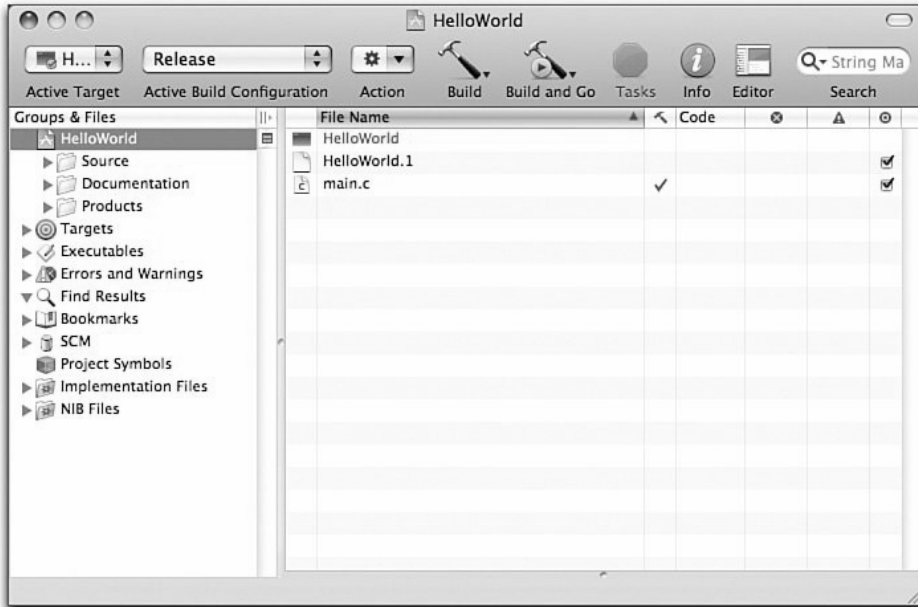 HelloWorld
H...
Release
Active Target
Active Build Configuration
Action
Build
Build and Go
Tasks
Info
Editor
String Ma
Search
Groups & Files
File Name
Code
HelloWorld
Source
Documentation
Products
Targets
Executables
Errors and Warnings
Find Results
Bookmarks
SCM
Project Symbols
Implementation Files
NIB Files
HelloWorld
HelloWorld.1
c main.c